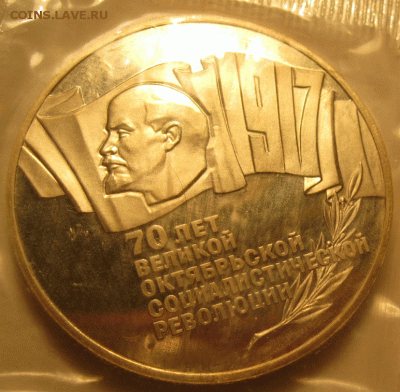 COINS.LAVE.RU
1917
70 ЛЕТ
ВЕЛИКОЙ
ОКТЯБРЬСКОЙ
СОЦИАЛИСТИЧЕСКОЙ
РЕВОЛЮЦИИ